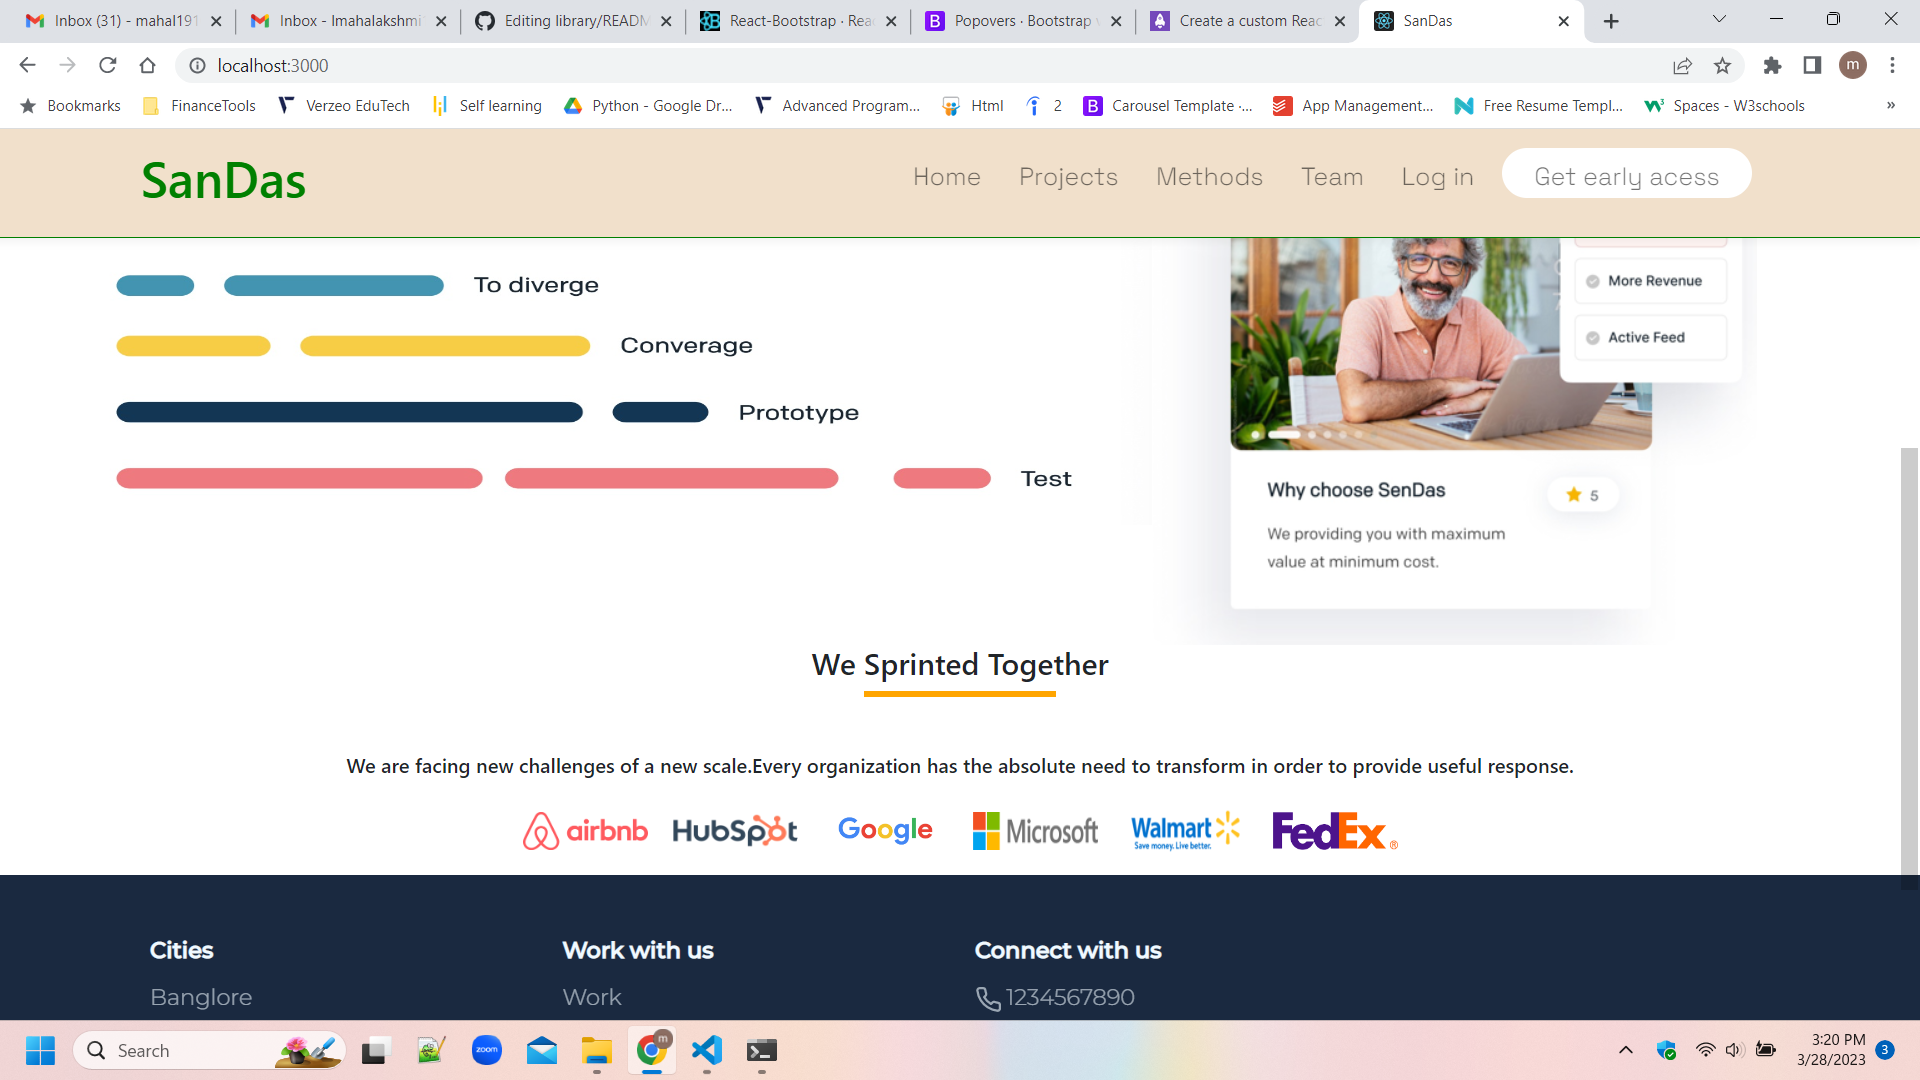 Inbox (31) - mahal191
Inbox - lmahalakshmi
Editing library/READM
React-Bootstrap · Rea
Popovers · Bootstrap v
Create a custom Reac
SanDas
localhost:3000
m
Bookmarks
FinanceTools
Verzeo EduTech
Self learning
Python - Google Dr...
Advanced Program...
Html
2
Carousel Template ·...
App Management...
Free Resume Templ...
Spaces - W3schools
»
SanDas
Home
Projects
Methods
Team
Log in
Get early acess
To diverge
Converage
Prototype
Test
More Revenue
Active Feed
Why choose SenDas
5
We providing you with maximum
value at minimum cost.
We Sprinted Together
We are facing new challenges of a new scale.Every organization has the absolute need to transform in order to provide useful response.
airbnb
HubSpot
Google
Microsoft
Walmart
Save money. Live better.
FedEx ®
Cities
Work with us
Connect with us
Banglore
Work
1234567890
Search
zoom
m
3:20 PM
3/28/2023
3